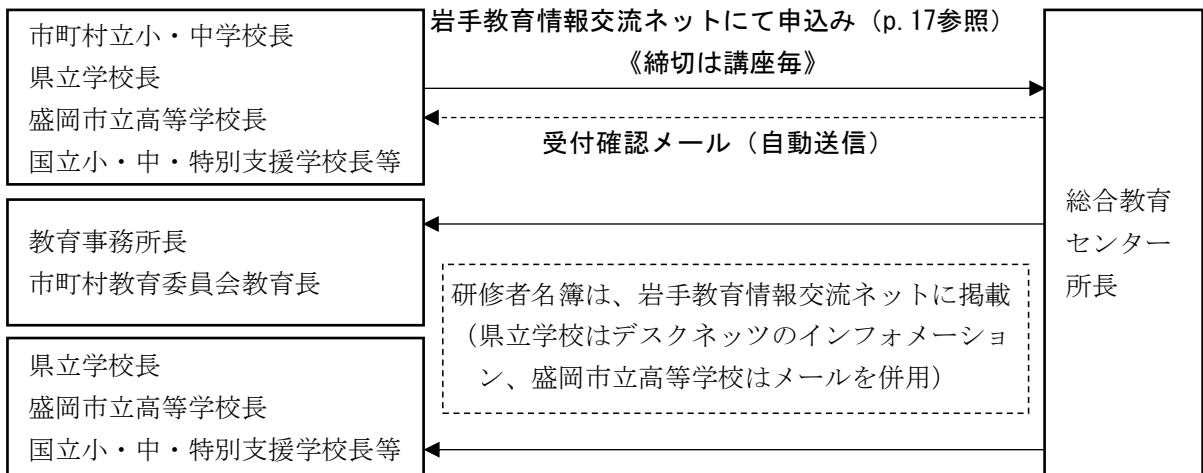 市町村立小・中学校長
県立学校長
盛岡市立高等学校長
国立小・中・特別支援学校長等
岩手教育情報交流ネットにて申込み（p.17参照）
《締切は講座毎》
受付確認メール（自動送信）
教育事務所長
市町村教育委員会教育長
研修者名簿は、岩手教育情報交流ネットに掲載
（県立学校はデスクネッツのインフォメーショ
ン、盛岡市立高等学校はメールを併用）
県立学校長
盛岡市立高等学校長
国立小・中・特別支援学校長等
総合教育
センター
所長